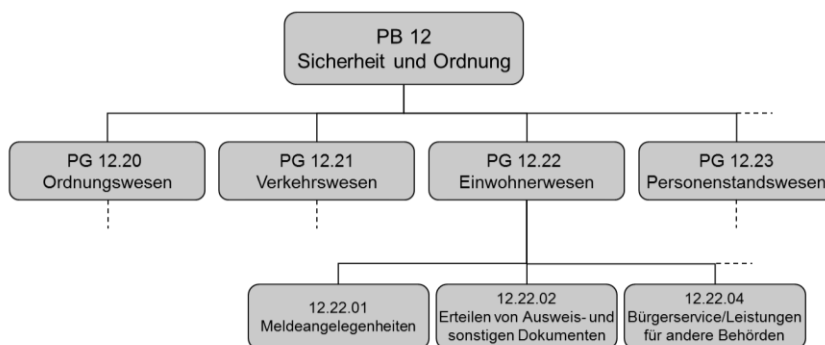 PB 12
Sicherheit und Ordnung
PG 12.20
Ordnungswesen
PG 12.21
Verkehrswesen
PG 12.22
Einwohnerwesen
PG 12.23
Personenstandswesen
12.22.01
Meldeangelegenheiten
12.22.02
Erteilen von Ausweis- und
sonstigen Dokumenten
12.22.04
Bürgerservice/Leistungen
für andere Behörden